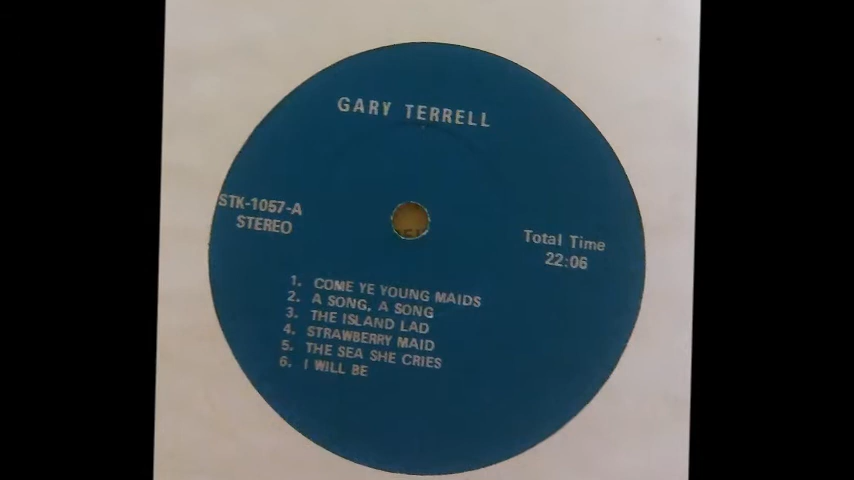 GARY TERRELL
STK-1057-A
STEREO
Total Time
22:06
1. COME YE YOUNG MAIDS
2. A SONG, A SONG
3. THE ISLAND LAD
4. STRAWBERRY MAID
5. THE SEA SHE CRIES
6. I WILL BE